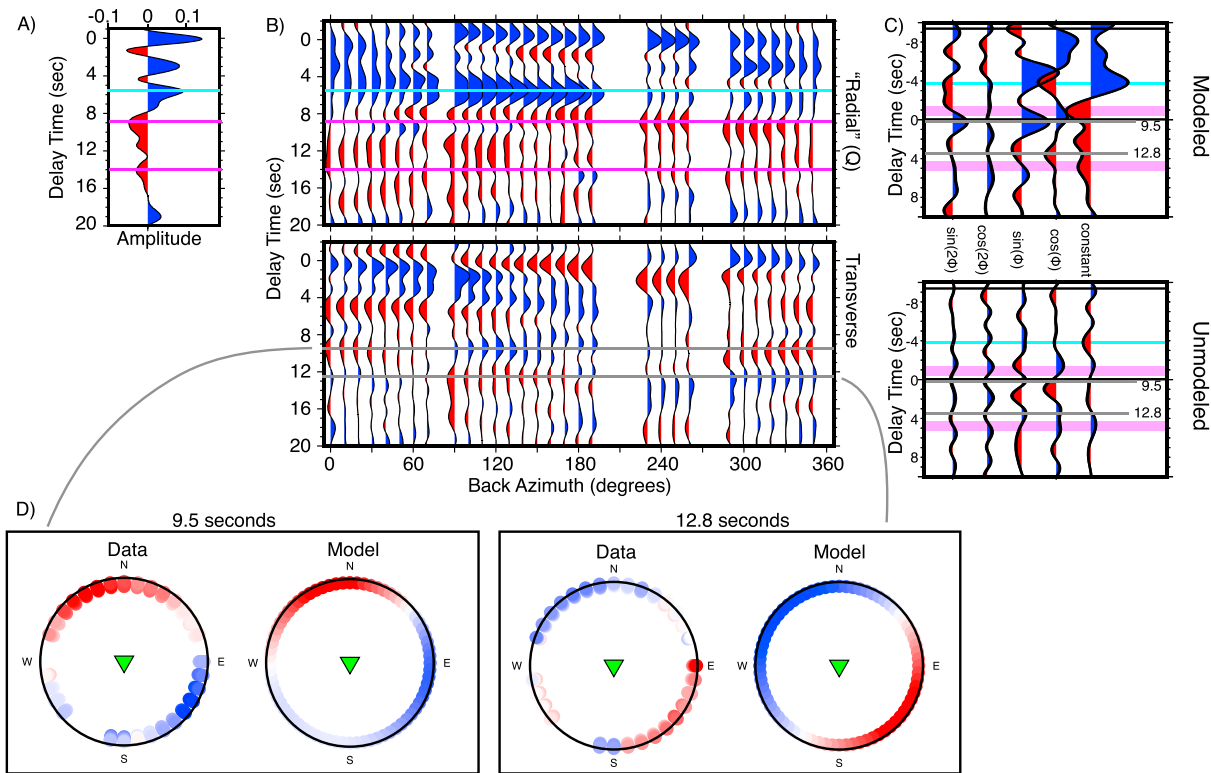 A)
0
0.1
0
4
8
12
16
20
Delay Time (sec)
Amplitude
B)
0
4
8
12
16
20
"Radial" (Q)
0
4
8
12
16
20
Delay Time (sec)
Transverse
0
60
120
180
240
300
360
Back Azimuth (degrees)
C)
-8
-4
0
4
8
Delay Time (sec)
9.5
12.8
Modeled
sin(2Φ)
cos(2Φ)
sin(Φ)
cos(Φ)
constant
-8
-4
0
4
8
Delay Time (sec)
9.5
12.8
Unmodeled
D)
9.5 seconds
Data
N
W
E
S
Model
N
W
E
S
12.8 seconds
Data
N
W
E
S
Model
N
W
E
S